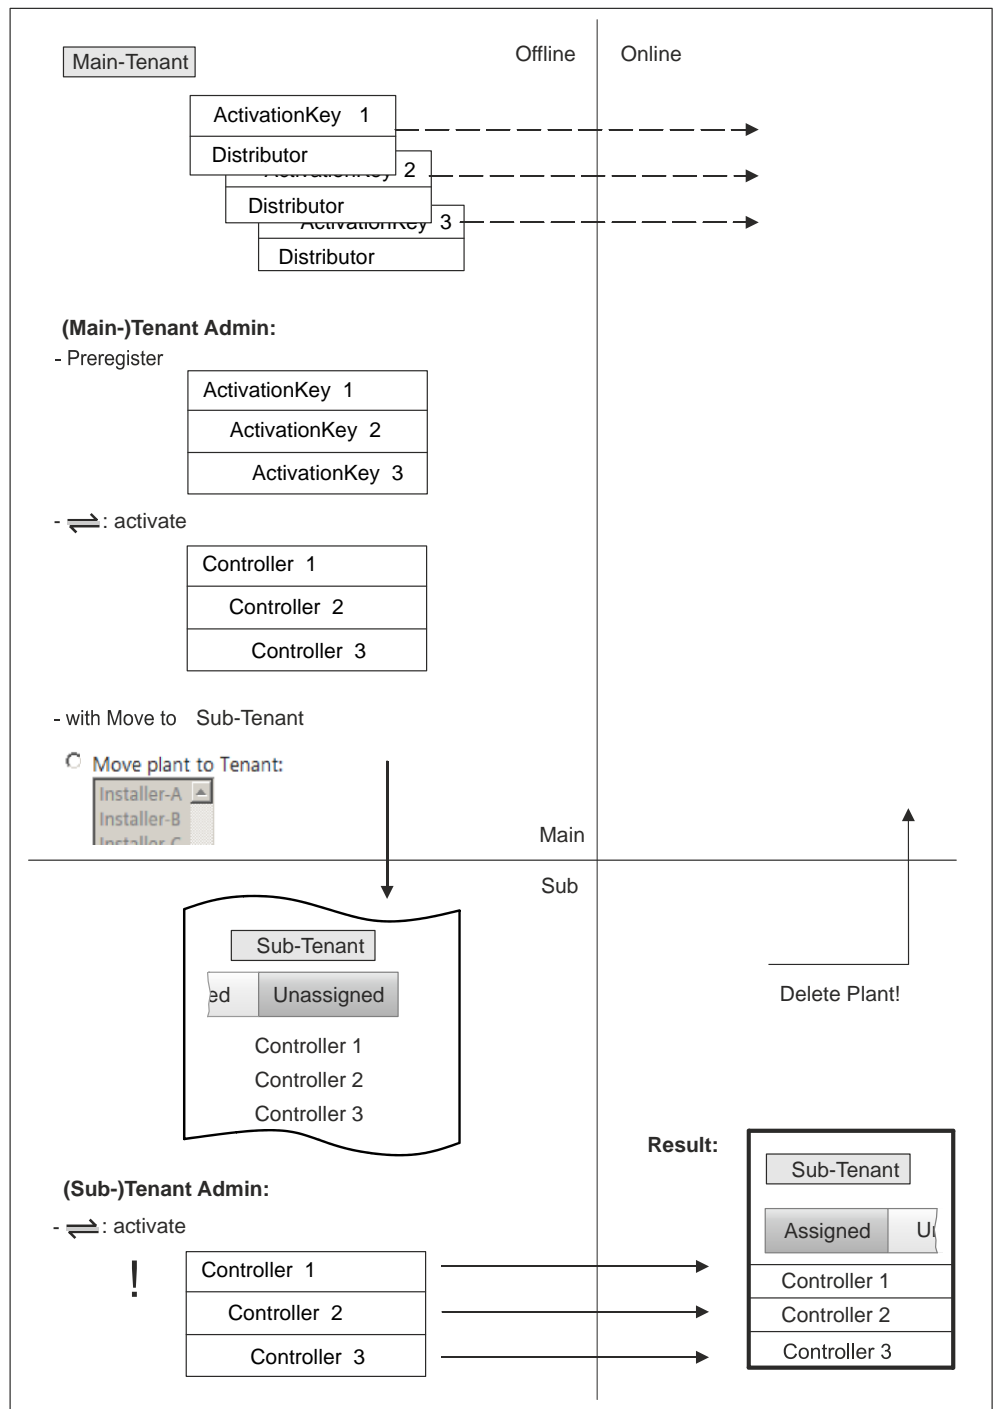 Main-Tenant
Offline
Online
ActivationKey 1
Distributor
ActivationKey 2
Distributor
ActivationKey 3
Distributor
(Main-)Tenant Admin:
- Preregister
ActivationKey 1
ActivationKey 2
ActivationKey 3
- ⇌: activate
Controller 1
Controller 2
Controller 3
- with Move to Sub-Tenant
Move plant to Tenant:
Installer-A
Installer-B
Installer-C
Main
Sub
Sub-Tenant
ed Unassigned
Controller 1
Controller 2
Controller 3
Delete Plant!
Result:
Sub-Tenant
Assigned U
Controller 1
Controller 2
Controller 3
(Sub-)Tenant Admin:
- ⇌: activate
!
Controller 1
Controller 2
Controller 3